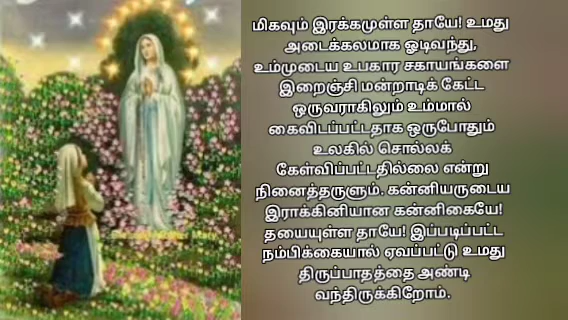 மிகவும் இரக்கமுள்ள தாயே! உமது
அடைக்கலமாக ஓடிவந்து,
உம்முடைய உபகார சகாயங்களை
இறைஞ்சி மன்றாடிக் கேட்ட
ஒருவராகிலும் உம்மால்
கைவிடப்பட்டதாக ஒருபோதும்
உலகில் சொல்லக்
கேள்விப்பட்டதில்லை என்று
நினைத்தருளும். கன்னியருடைய
இராக்கினியான கன்னிகையே!
தயையுள்ள தாயே! இப்படிப்பட்ட
நம்பிக்கையால் ஏவப்பட்டு உமது
திருப்பாதத்தை அண்டி
வந்திருக்கிறோம்.